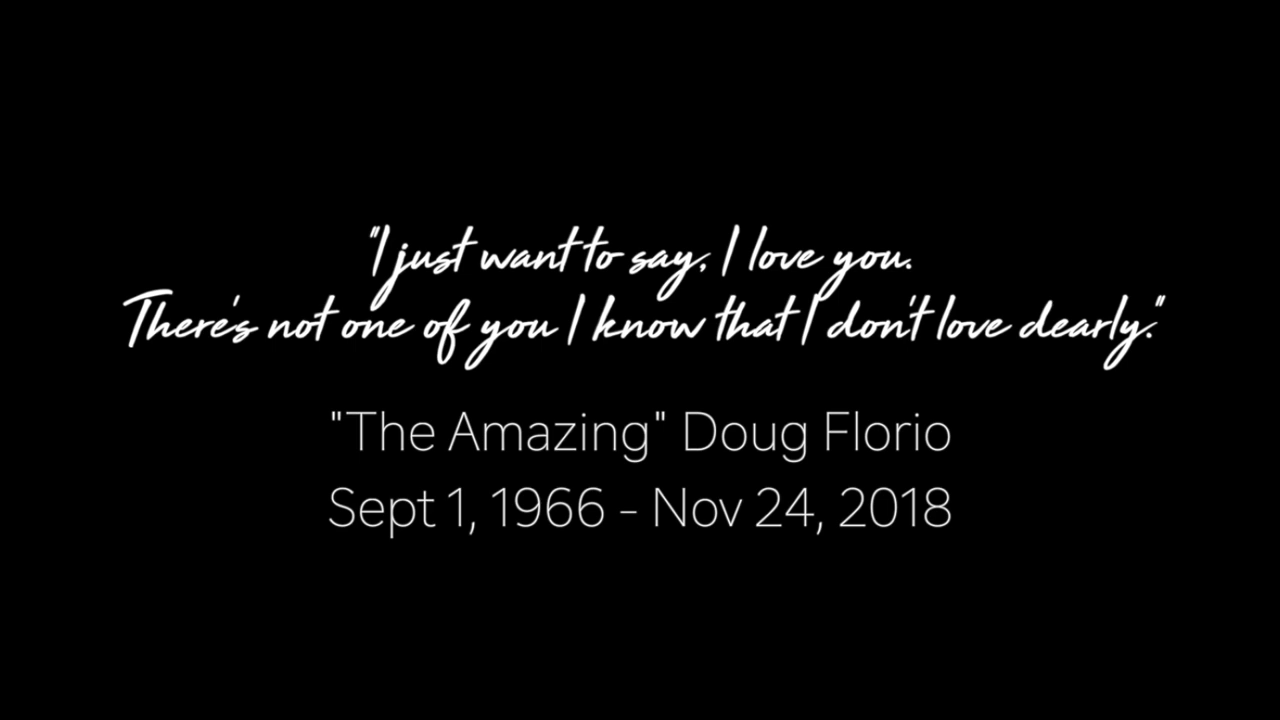 "I just want to say, I love you.
There's not one of you I know that I don't love dearly."
"The Amazing" Doug Florio
Sept 1, 1966 - Nov 24, 2018